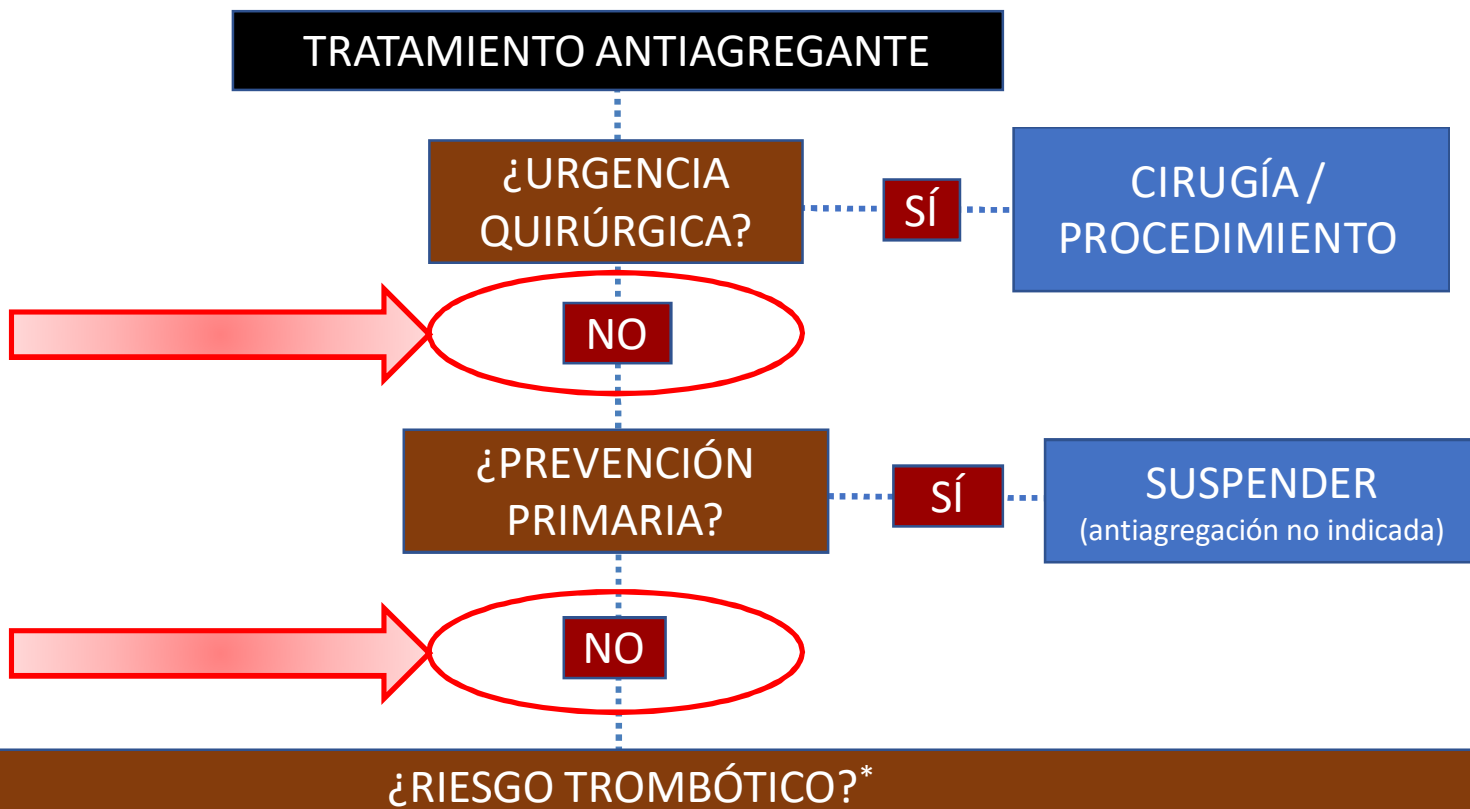 TRATAMIENTO ANTIAGREGANTE
¿URGENCIA
QUIRÚRGICA?
SÍ
CIRUGÍA /
PROCEDIMIENTO
NO
¿PREVENCIÓN
PRIMARIA?
SÍ
SUSPENDER
(antiagregación no indicada)
NO
¿RIESGO TROMBÓTICO?*